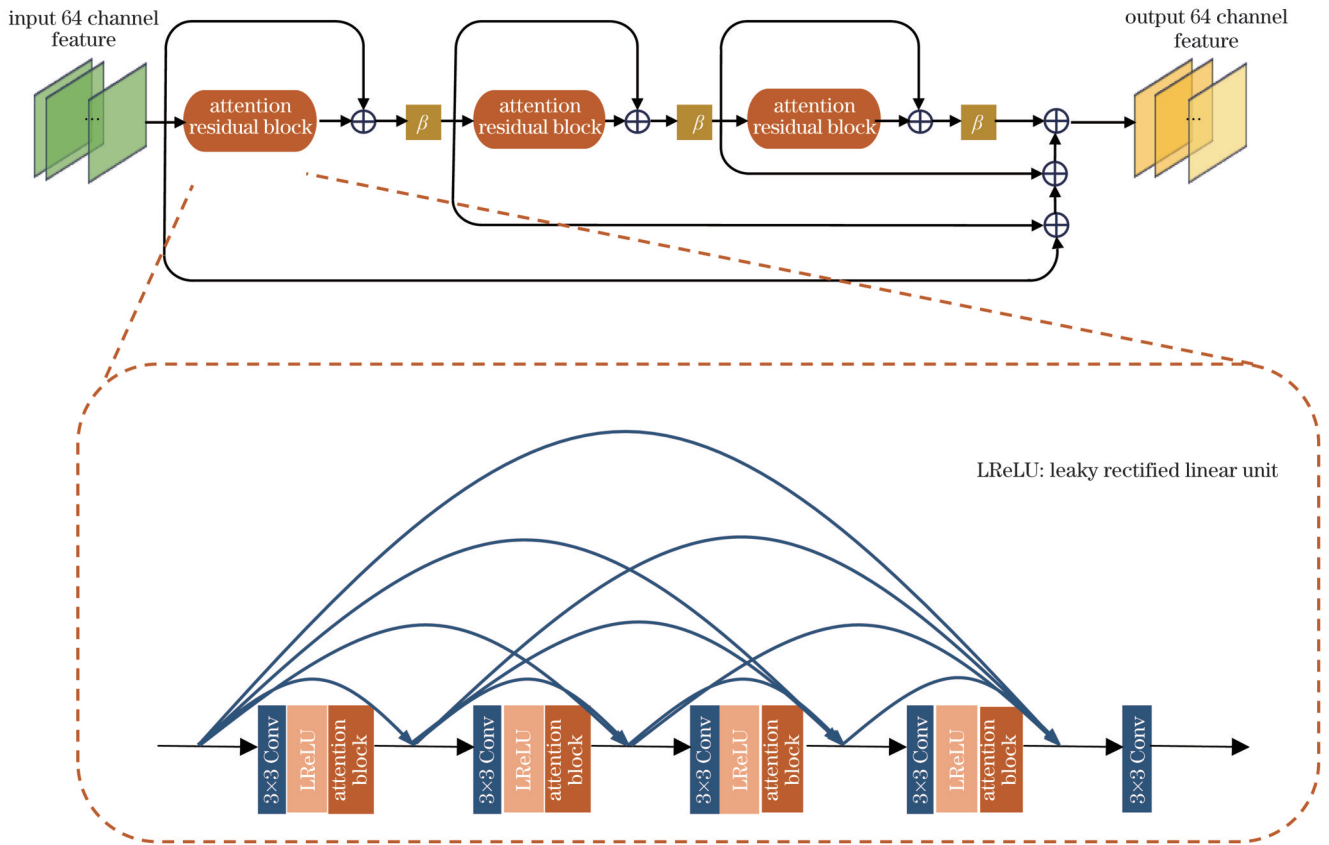 input 64 channel
feature
...
attention
residual block
β
attention
residual block
β
attention
residual block
β
output 64 channel
feature
...
LReLU: leaky rectified linear unit
3×3 Conv
LReLU
attention
block
3×3 Conv
LReLU
attention
block
3×3 Conv
LReLU
attention
block
3×3 Conv
LReLU
attention
block
3×3 Conv